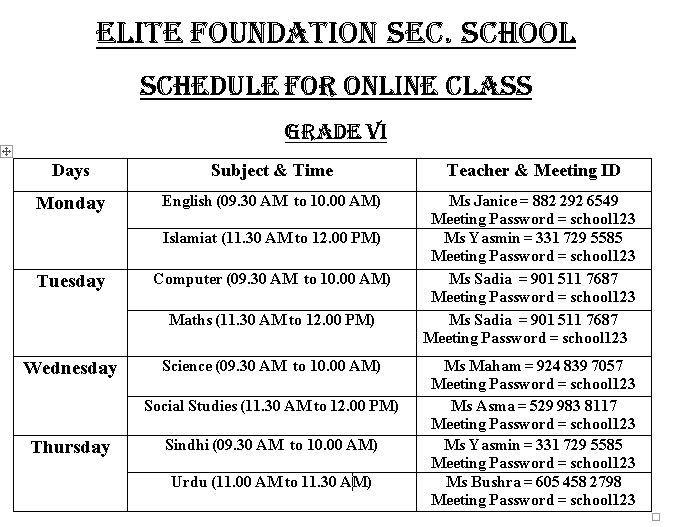 ELITE FOUNDATION SEC. SCHOOL
SCHEDULE FOR ONLINE CLASS
GRADE VI
Days Subject & Time Teacher & Meeting ID
Monday English (09.30 AM to 10.00 AM) Ms Janice = 882 292 6549
Meeting Password = school123
Islamiat (11.30 AM to 12.00 PM) Ms Yasmin = 331 729 5585
Meeting Password = school123
Tuesday Computer (09.30 AM to 10.00 AM) Ms Sadia = 901 511 7687
Meeting Password = school123
Maths (11.30 AM to 12.00 PM) Ms Sadia = 901 511 7687
Meeting Password = school123
Wednesday Science (09.30 AM to 10.00 AM) Ms Maham = 924 839 7057
Meeting Password = school123
Social Studies (11.30 AM to 12.00 PM) Ms Asma = 529 983 8117
Meeting Password = school123
Thursday Sindhi (09.30 AM to 10.00 AM) Ms Yasmin = 331 729 5585
Meeting Password = school123
Urdu (11.00 AM to 11.30 AM) Ms Bushra = 605 458 2798
Meeting Password = school123